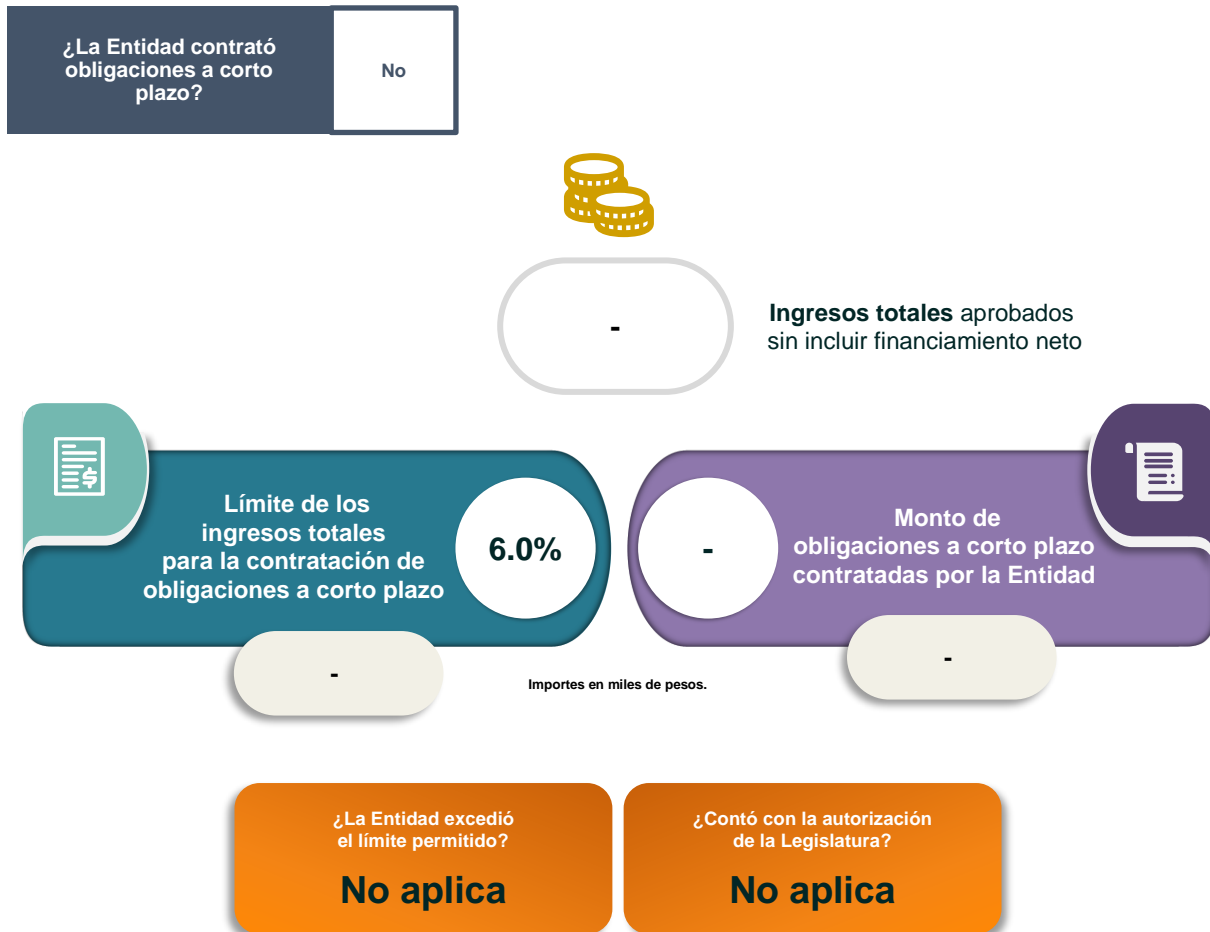 ¿La Entidad contrató
obligaciones a corto
plazo?
No
-
Ingresos totales aprobados
sin incluir financiamiento neto
Límite de los
ingresos totales
para la contratación de
obligaciones a corto plazo
6.0%
-
Monto de
obligaciones a corto plazo
contratadas por la Entidad
-
Importes en miles de pesos.
-
¿La Entidad excedió
el límite permitido?
No aplica
¿Contó con la autorización
de la Legislatura?
No aplica